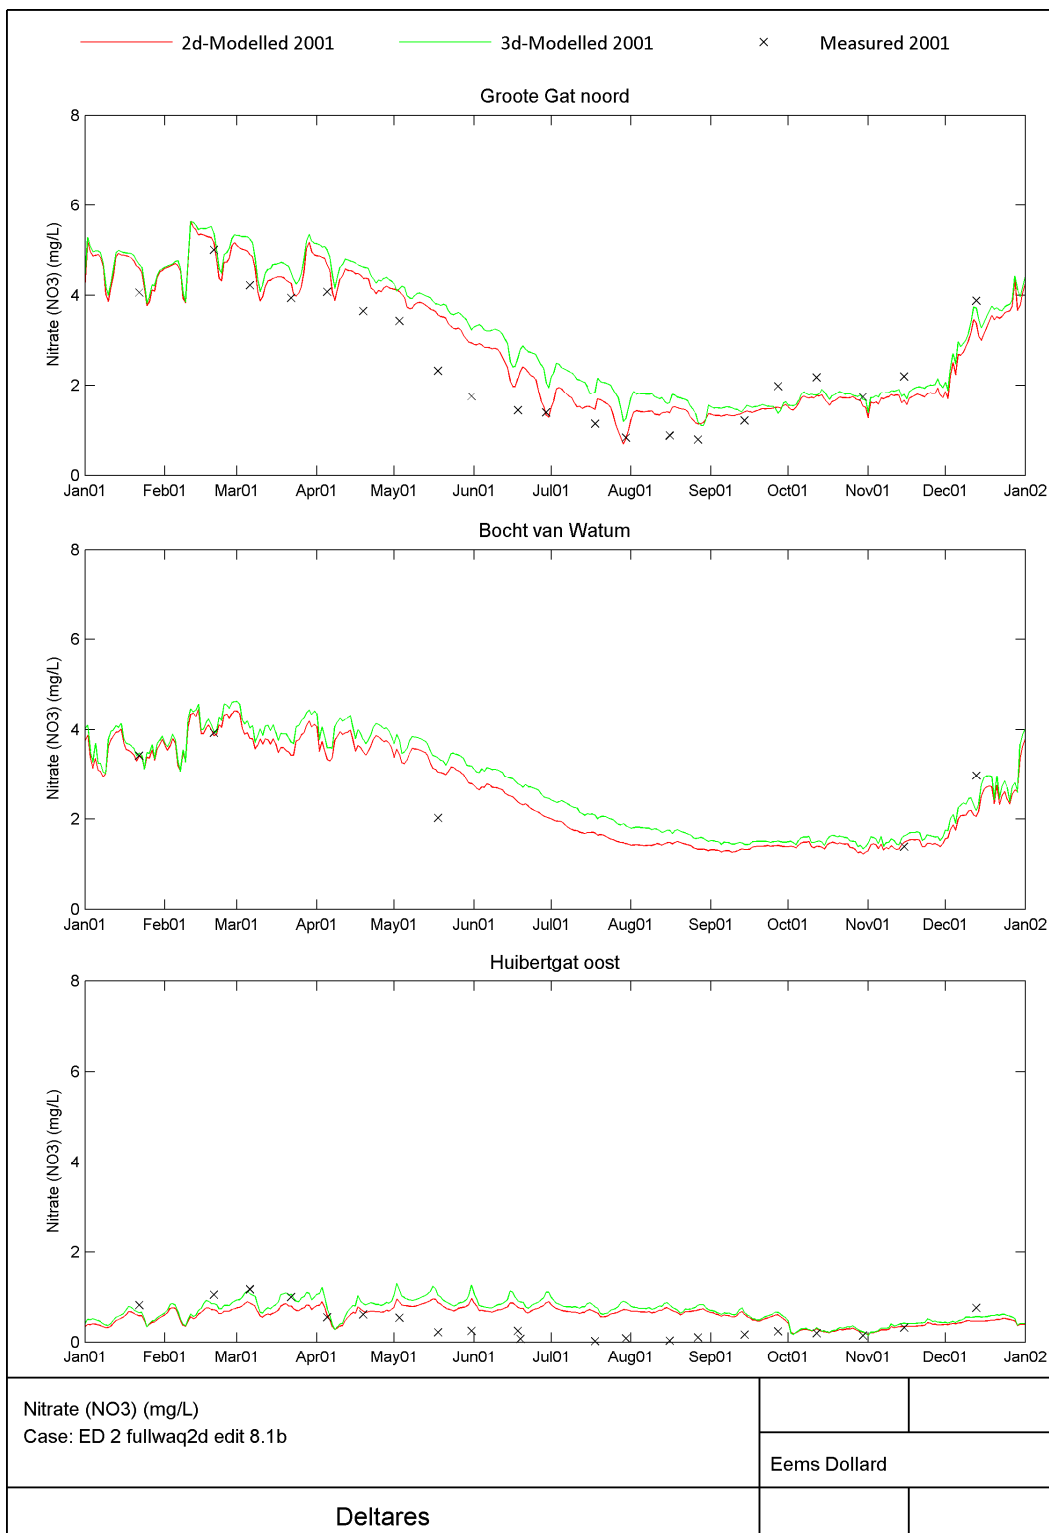 2d-Modelled 2001 3d-Modelled 2001 × Measured 2001
Groote Gat noord
Nitrate (NO3) (mg/L)
8
6
4
2
0
Jan01 Feb01 Mar01 Apr01 May01 Jun01 Jul01 Aug01 Sep01 Oct01 Nov01 Dec01 Jan02
Bocht van Watum
Nitrate (NO3) (mg/L)
8
6
4
2
0
Jan01 Feb01 Mar01 Apr01 May01 Jun01 Jul01 Aug01 Sep01 Oct01 Nov01 Dec01 Jan02
Huibertgat oost
Nitrate (NO3) (mg/L)
8
6
4
2
0
Jan01 Feb01 Mar01 Apr01 May01 Jun01 Jul01 Aug01 Sep01 Oct01 Nov01 Dec01 Jan02
Nitrate (NO3) (mg/L)
Case: ED 2 fullwaq2d edit 8.1b
Eems Dollard
Deltares